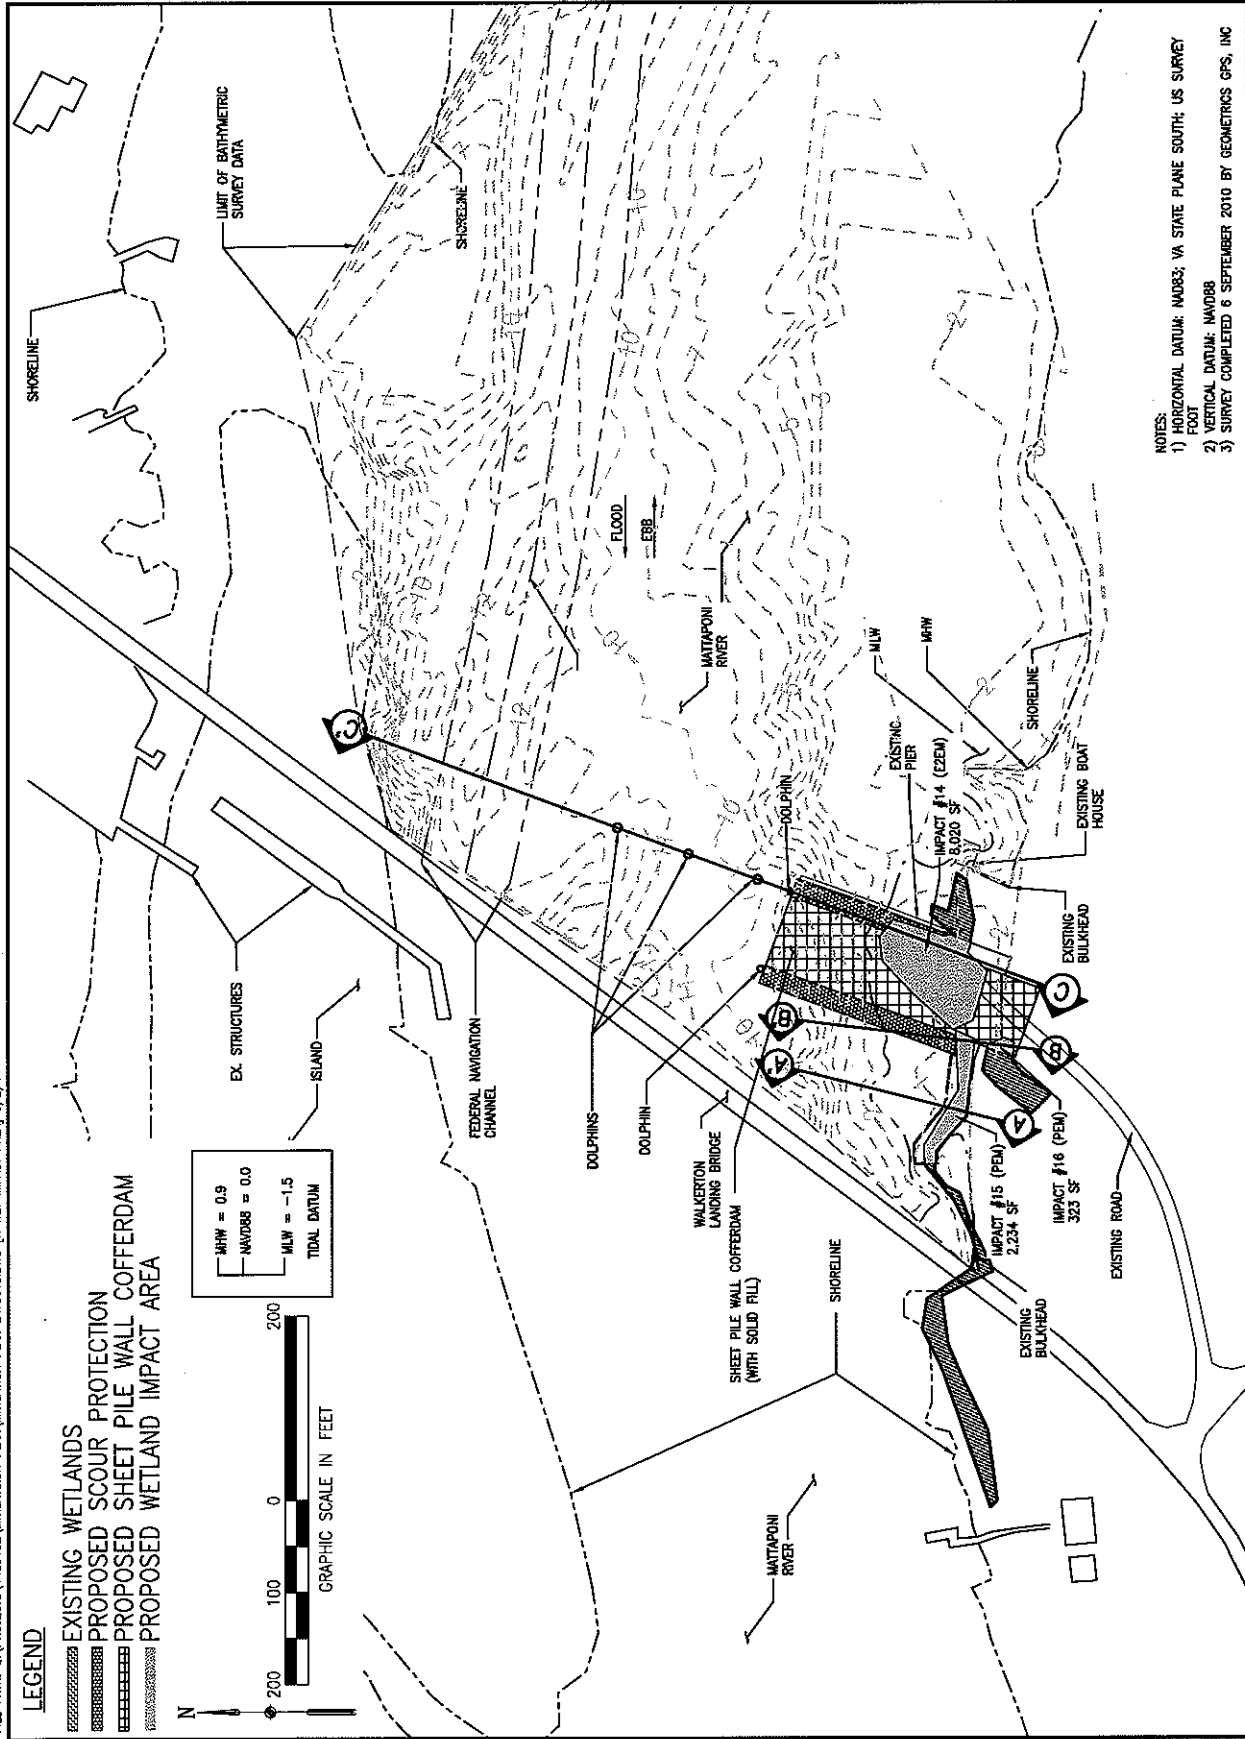 LEGEND
EXISTING WETLANDS
PROPOSED SCOUR PROTECTION
PROPOSED SHEET PILE WALL COFFERDAM
PROPOSED WETLAND IMPACT AREA
N
200 100 0 200
GRAPHIC SCALE IN FEET
MHW = 0.9
NAVD88 = 0.0
MLW = -1.5
TIDAL DATUM
SHORELINE
LIMIT OF BATHYMETRIC
SURVEY DATA
SHORELINE
EX. STRUCTURES
ISLAND
FEDERAL NAVIGATION
CHANNEL
DOLPHINS
DOLPHIN
WALKERTON
LANDING BRIDGE
SHEET PILE WALL COFFERDAM
(WITH SOLID FILL)
SHORELINE
MATTAPONI
RIVER
FLOOD
EBB
MATTAPONI
RIVER
DOLPHIN
EXISTING
PIER
IMPACT #14 (E2EM)
8,020 SF
MLW
MHW
SHORELINE
EXISTING BOAT
HOUSE
EXISTING
BULKHEAD
IMPACT #15 (PEM)
2,234 SF
IMPACT #16 (PEM)
323 SF
EXISTING ROAD
EXISTING
BULKHEAD
C'
C
B'
B
A'
A
NOTES:
1) HORIZONTAL DATUM: NAD83; VA STATE PLANE SOUTH; US SURVEY
FOOT
2) VERTICAL DATUM: NAVD88
3) SURVEY COMPLETED 6 SEPTEMBER 2010 BY GEOMETRICS GPS, INC